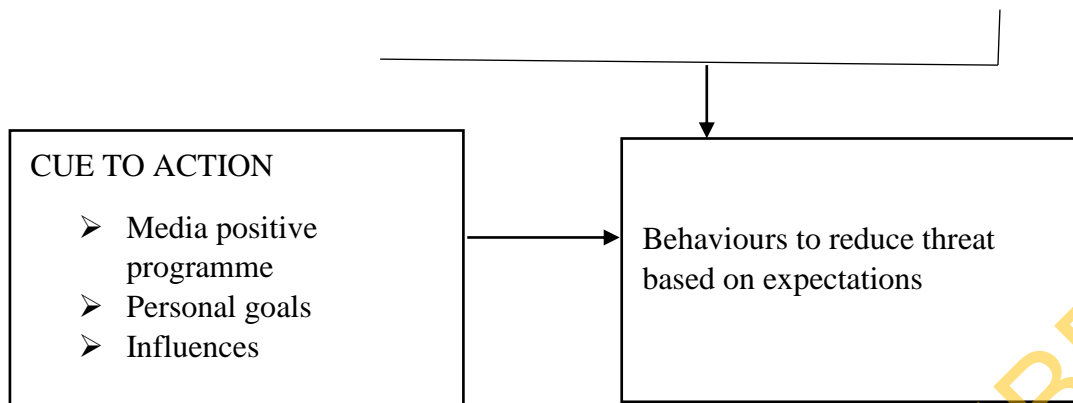 CUE TO ACTION
➢ Media positive
programme
➢ Personal goals
➢ Influences
Behaviours to reduce threat
based on expectations